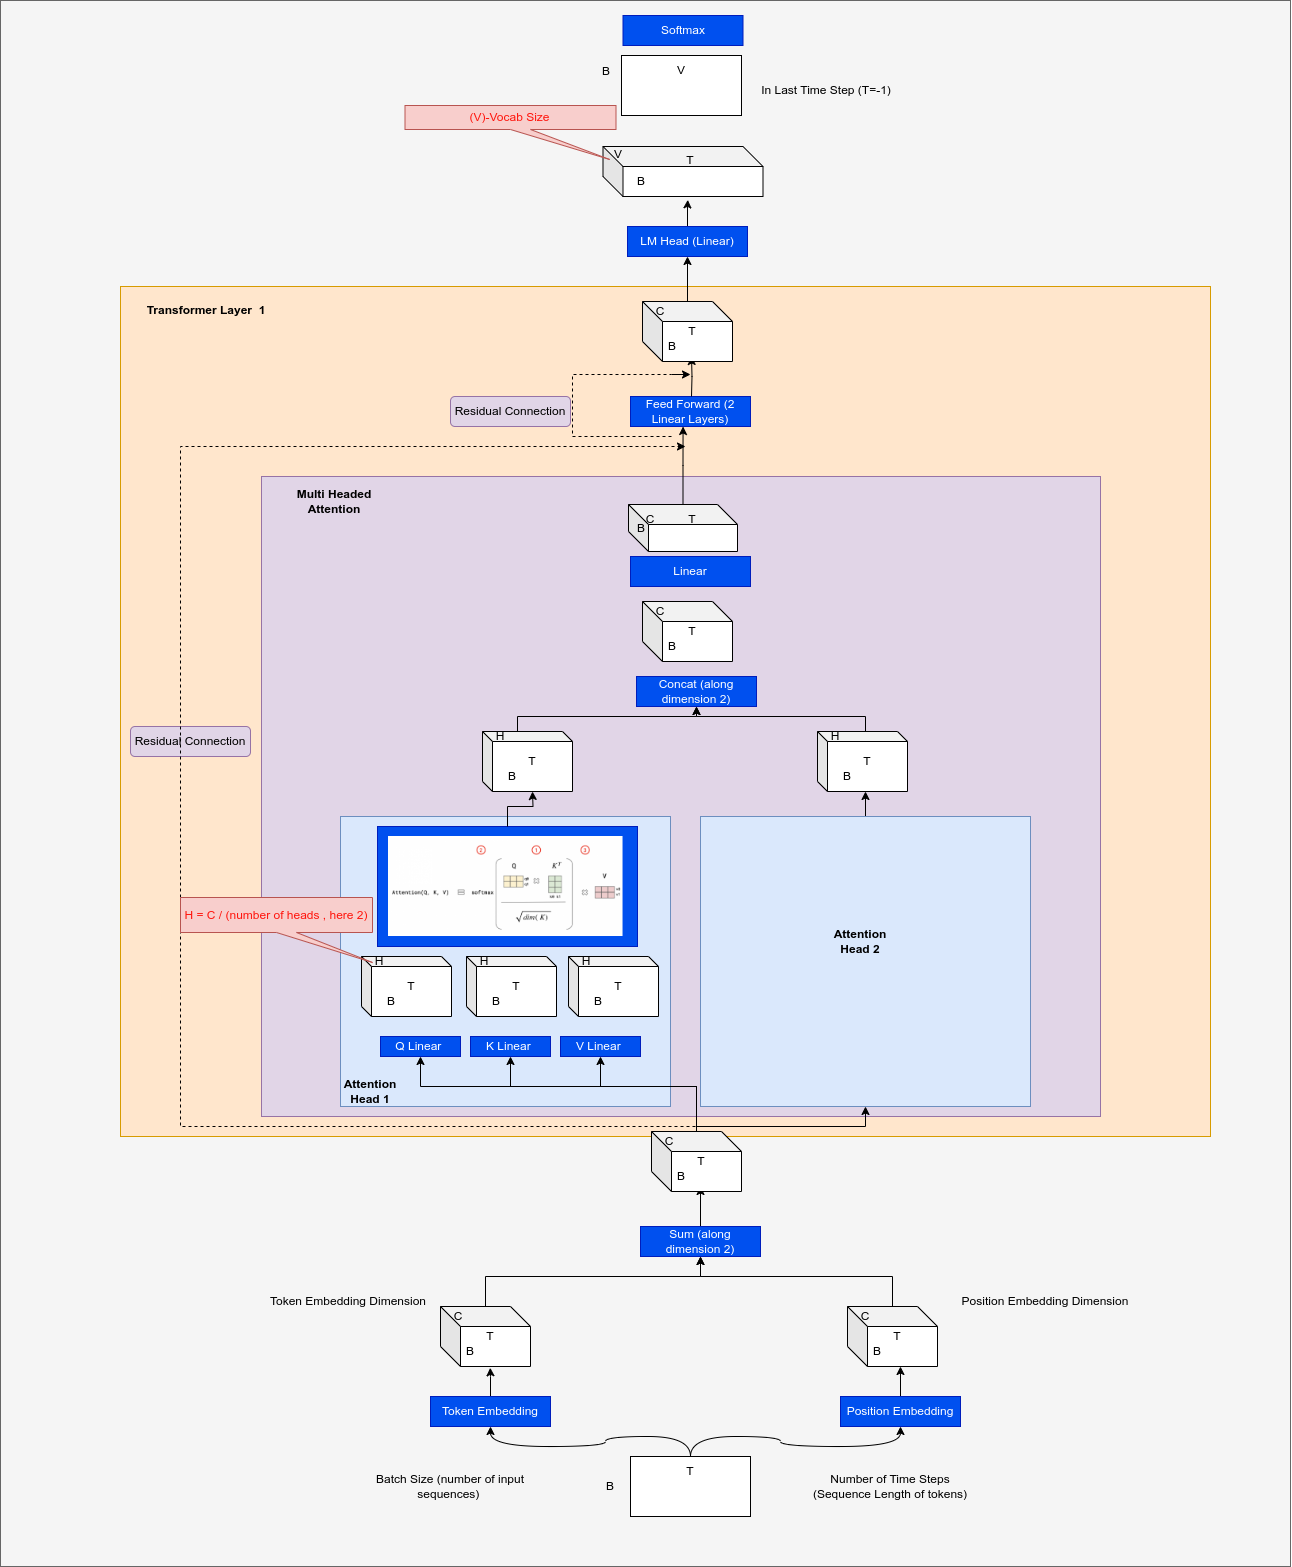 Softmax
B
V
In Last Time Step (T=-1)
(V)-Vocab Size
V
T
B
LM Head (Linear)
Transformer Layer 1
C
T
B
Residual Connection
Feed Forward (2
Linear Layers)
Multi Headed
Attention
C
T
B
Linear
C
T
B
Concat (along
dimension 2)
Residual Connection
H
T
B
H
T
B
2
1
3
Q
K^T
V
Attention(Q, K, V) = softmax
√dim(K)
H = C / (number of heads , here 2)
Attention
Head 2
H
T
B
H
T
B
H
T
B
Q Linear
K Linear
V Linear
Attention
Head 1
C
T
B
Sum (along
dimension 2)
Token Embedding Dimension
Position Embedding Dimension
C
T
B
C
T
B
Token Embedding
Position Embedding
Batch Size (number of input
sequences)
B
T
Number of Time Steps
(Sequence Length of tokens)